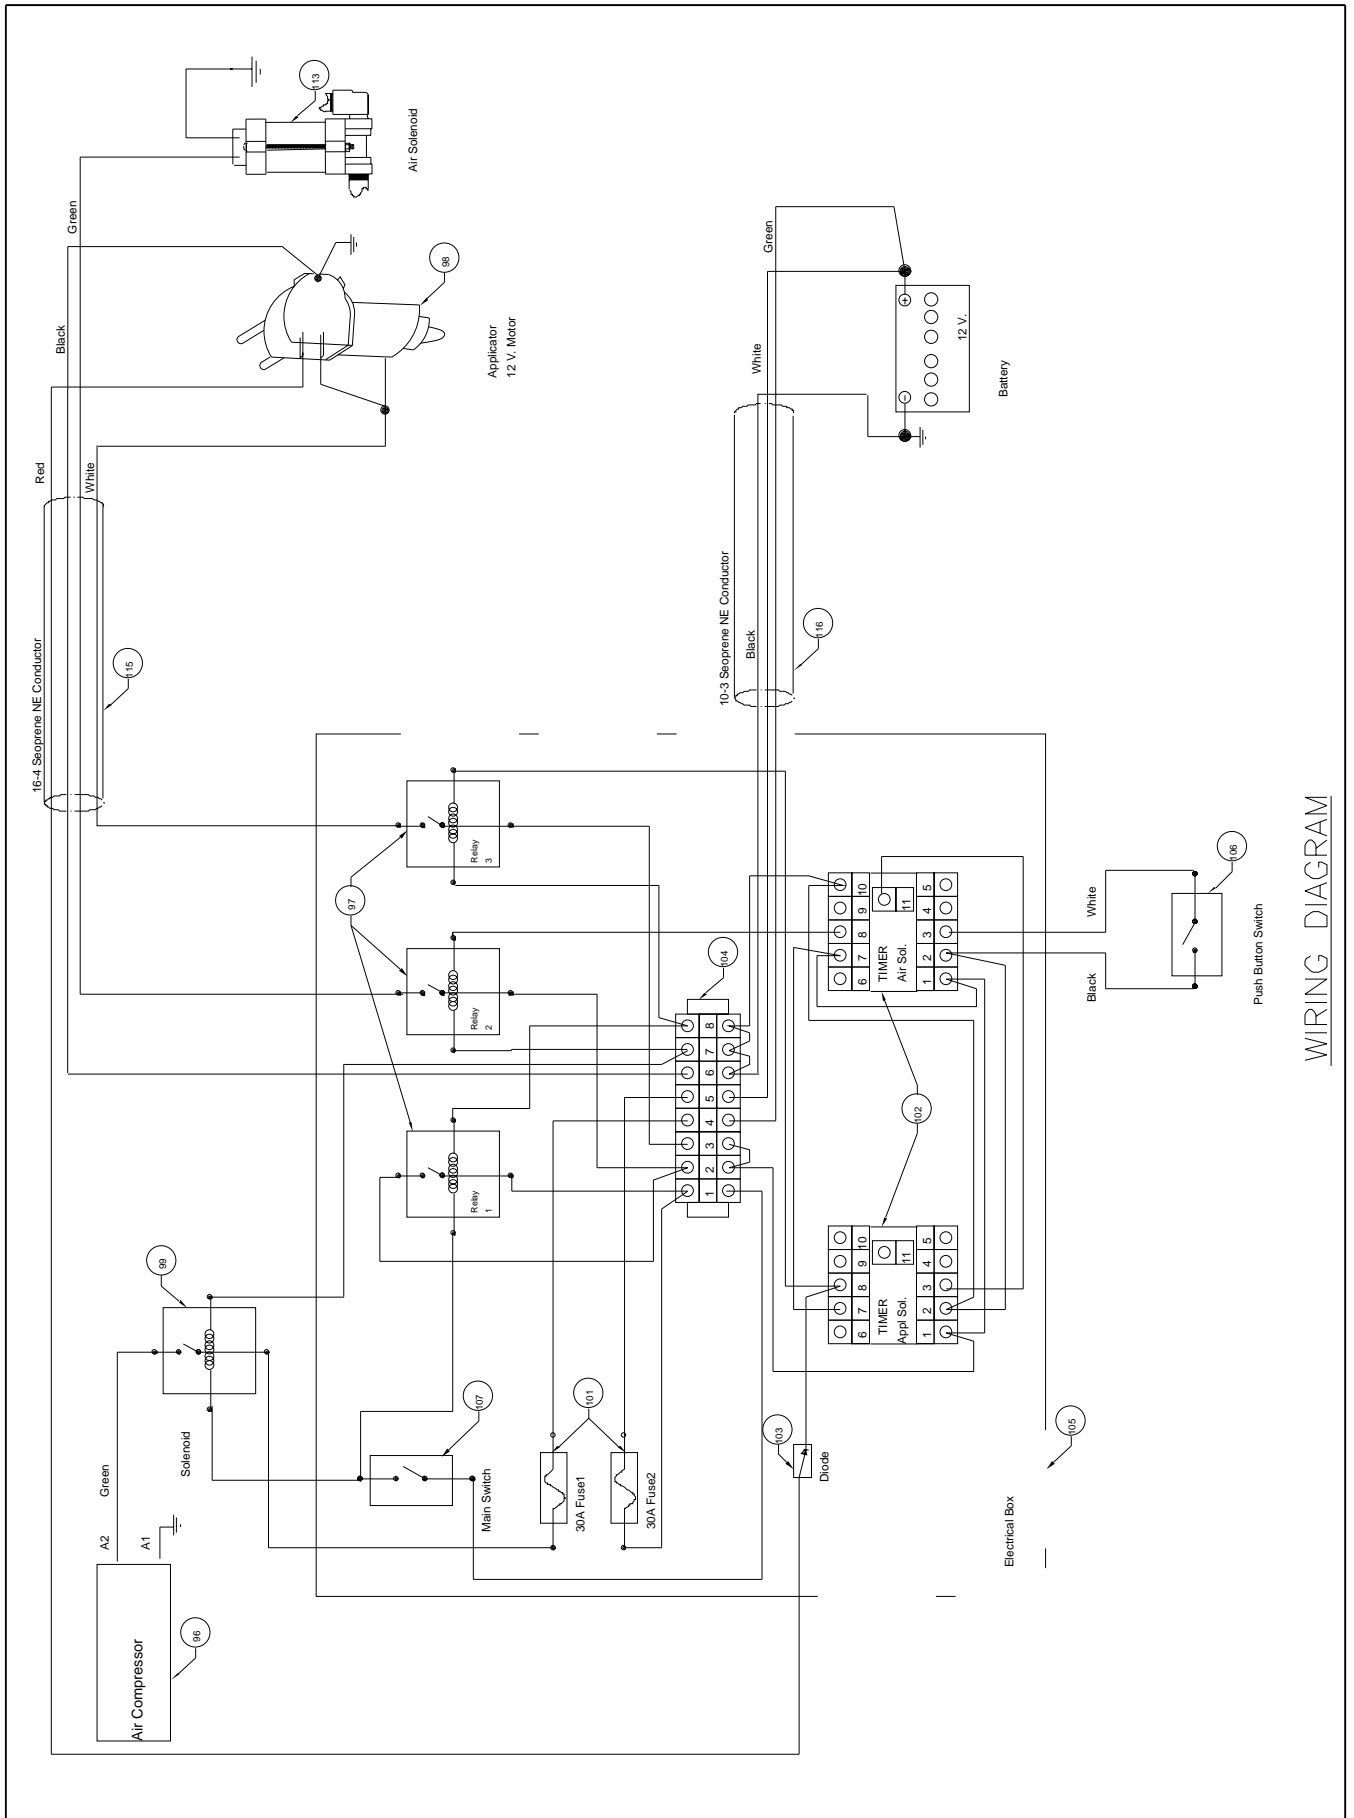 WIRING DIAGRAM
Air Compressor
96
A2
A1
Green
Solenoid
99
16-4 Seoprene NE Conductor
115
Red
White
Black
Green
113
Air Solenoid
98
Applicator
12 V. Motor
107
Main Switch
Relay
1
97
Relay
2
Relay
3
30A Fuse1
101
30A Fuse2
104
1
2
3
4
5
6
7
8
10-3 Seoprene NE Conductor
116
Black
White
Green
+
-
12 V.
Battery
103
Diode
6
7
8
9
10
TIMER
Appl Sol.
11
1
2
3
4
5
102
6
7
8
9
10
TIMER
Air Sol.
11
1
2
3
4
5
Electrical Box
105
Black
White
106
Push Button Switch